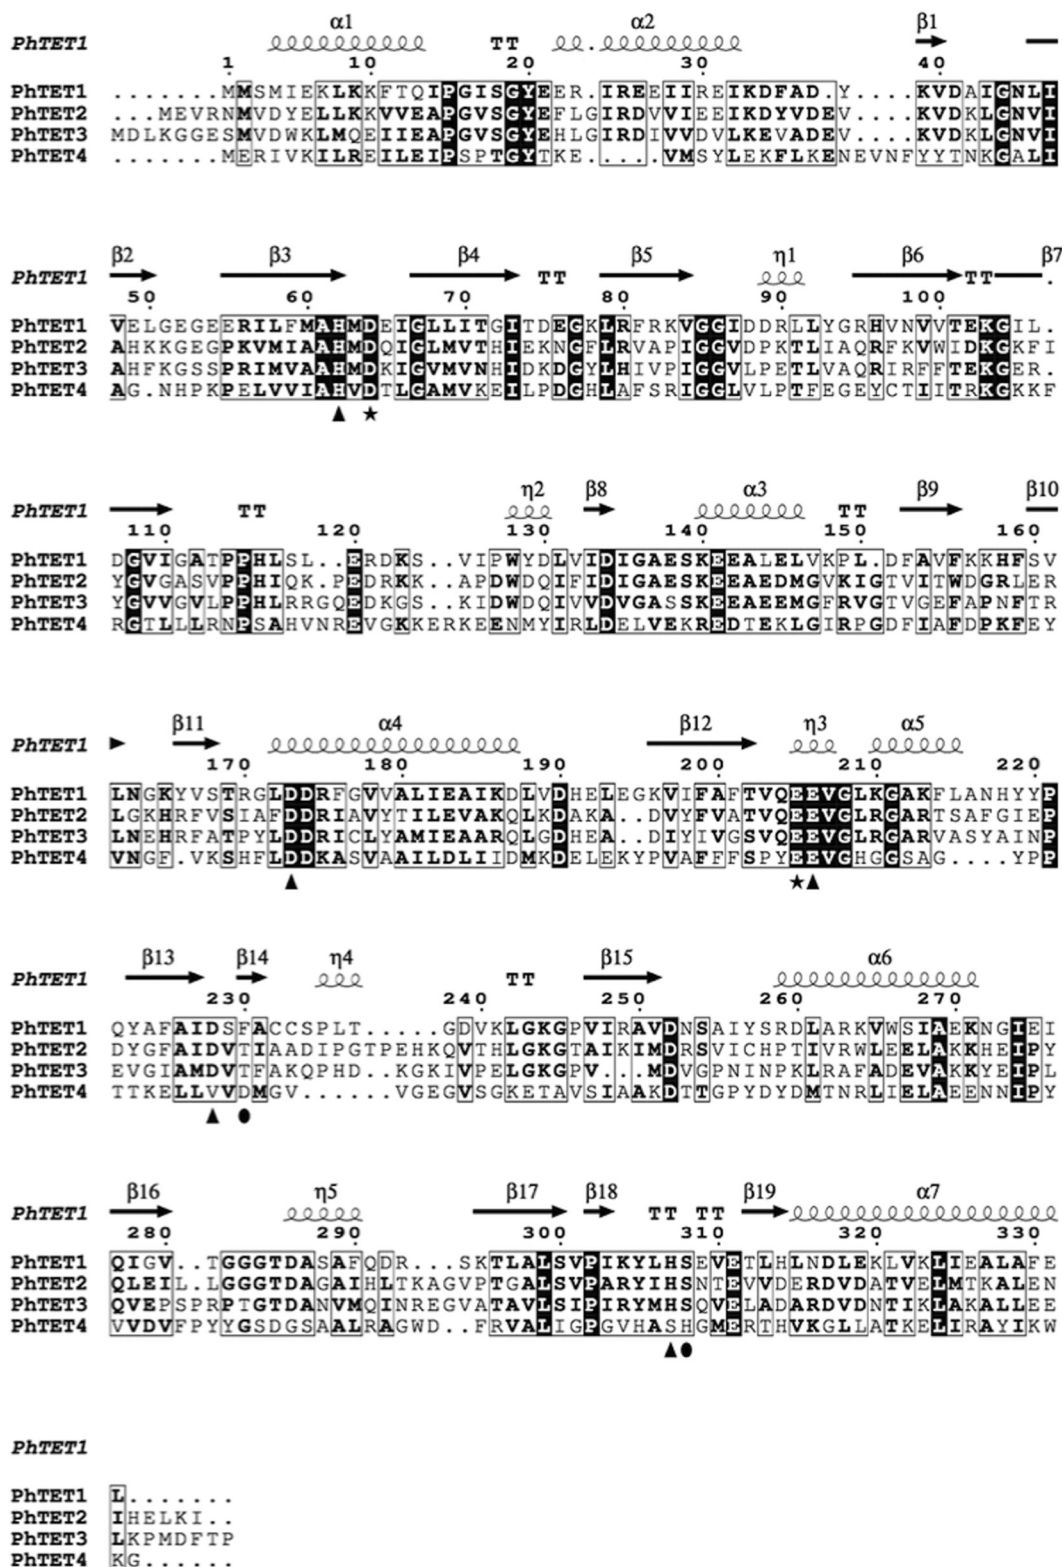 α1 α2 β1
PhTET1 TT
1 10 20 30 40
PhTET1 .......MMSMIEKLKKFTQIPGISGYEER.IREEIIREIKDFAD.Y....KVDAIGNLI
PhTET2 ...MEVRNMVDYELLKKVVEAPGVSGYEFLGIRDVVIEEIKDYVDEV....KVDKLGNVI
PhTET3 MDLKGGESMVDWKLMQEIIEAPGVSGYEHLGIRDIVVDVLKEVADEV....KVDKLGNVI
PhTET4 .......MERIVKILREILEIPSPTGYTKE....VMSYLEKFLKENEVNFYYTNKGALI
β2 β3 β4 β5 η1 β6 β7
PhTET1 TT TT .
50 60 70 80 90 100
PhTET1 VELGEGEERILFMAHMDEIGLLITGITDEGKLRFRKVGGIDDRLLYGRHVNVVTEKGIL.
PhTET2 AHKKGEGPKVMIAAHMDQIGLMVTHIEKNGFLRVAPIGGVDPKTLIAQRFKVWIDKGKFI
PhTET3 AHFKGSSPRIMVAAHMDKIGVMVNHIDKDGYLHIVPIGGVLPETLVAQRIRFFTEKGER.
PhTET4 AG.NHPKPELVVIAHVDTLGAMVKEILPDGHLAFSRIGGLVLPTFEGEYCTIITRKGKKF
▲ ★
η2 β8 α3 β9 β10
PhTET1 TT TT
110 120 130 140 150 160
PhTET1 DGVIGATPPHLSL..ERDKS..VIPWYDLVIDIGAESKEEALELVKPL.DFAVFKKHFSV
PhTET2 YGVGASVPPHIQK.PEDRKK..APDWDQIFIDIGAESKEEAEDMGVKIGTVITWDGRLER
PhTET3 YGVVGVLPPHLRRGQEDKGS..KIDWDQIVVDVGASSKEEAEEMGFRVGTVGEFAPNFTR
PhTET4 RGTLLLRNPSAHVNREVGKKERKEENMYIRLDELVEKREDTEKLGIRPGDFIAFDPKFEY
β11 α4 β12 η3 α5
PhTET1
170 180 190 200 210 220
PhTET1 LNGKYVSTRGLDDRFGVVALIEAIKDLVDHELEGKVIFAFTVQEEVGLKGAKFLANHYYP
PhTET2 LGKHRFVSIAFDDRIAVYTILEVAKQLKDAKA..DVYFVATVQEEVGLRGARTSAFGIEP
PhTET3 LNEHRFATPYLDDRICLYAMIEAARQLGDHEA..DIYIVGSVQEEVGLRGARVASYAINP
PhTET4 VNGF.VKSHFLDDKASVAAILDLIIDMKDELEKYPVAFFFSPYEEVGHGGSAG....YPP
▲ ★▲
β13 β14 η4 β15 α6
PhTET1 TT
230 240 250 260 270
PhTET1 QYAFAIDSFACCSPLT.....GDVKLGKGPVIRAVDNSAIYSRDLARKVWSIAEKNGIEI
PhTET2 DYGFAIDVTIAADIPGTPEHKQVTHLGKGTAIKIMDRSVICHPTIVRWLEELAKKHEIPY
PhTET3 EVGIAMDVTFAKQPHD..KGKIVPELGKGPV...MDVGPNINPKLRAFADEVAKKYEIPL
PhTET4 TTKELLVVDMGV......VGEGVSGKETAVSIAAKDTTGPYDYDMTNRLIELAEENNIPY
▲ ●
β16 η5 β17 β18 β19 α7
PhTET1 TT TT
280 290 300 310 320 330
PhTET1 QIGV..TGGGTDASAFQDR...SKTLALSVPIKYLHSEVETLHLNDLEKLVKLIEALAFE
PhTET2 QLEIL.LGGGTDAGAIHLTKAGVPTGALSVPARYIHSNTEVVDERDVDATVELMTKALEN
PhTET3 QVEPSPRPTGTDANVMQINREGVATAVLSIPIRYMHSQVELADARDVDNTIKLAKALLEE
PhTET4 VVDVFPYYGSDGSAALRAGWD..FRVALIGPGVHASHGMERTHVKGLLATKELIRAYIKW
▲●
PhTET1
PhTET1 L.......
PhTET2 IHELKI..
PhTET3 LKPMDFTP
PhTET4 KG......